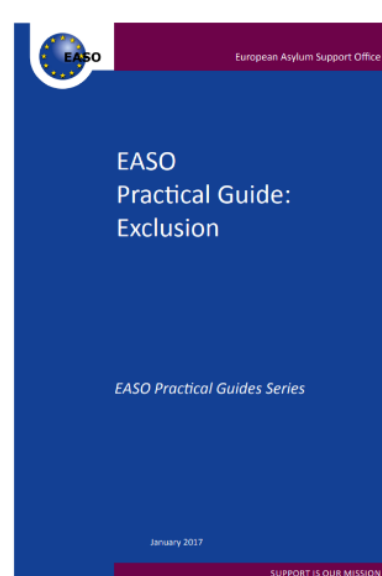 EASO
European Asylum Support Office
EASO
Practical Guide:
Exclusion
EASO Practical Guides Series
January 2017
SUPPORT IS OUR MISSION